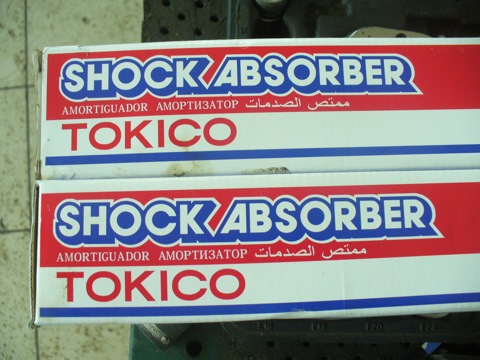 SHOCK ABSORBER
AMORTIGUADOR АМОРТИЗАТОР ممتص الصدمات
TOKICO
SHOCK ABSORBER
AMORTIGUADOR АМОРТИЗАТОР ممتص الصدمات
TOKICO